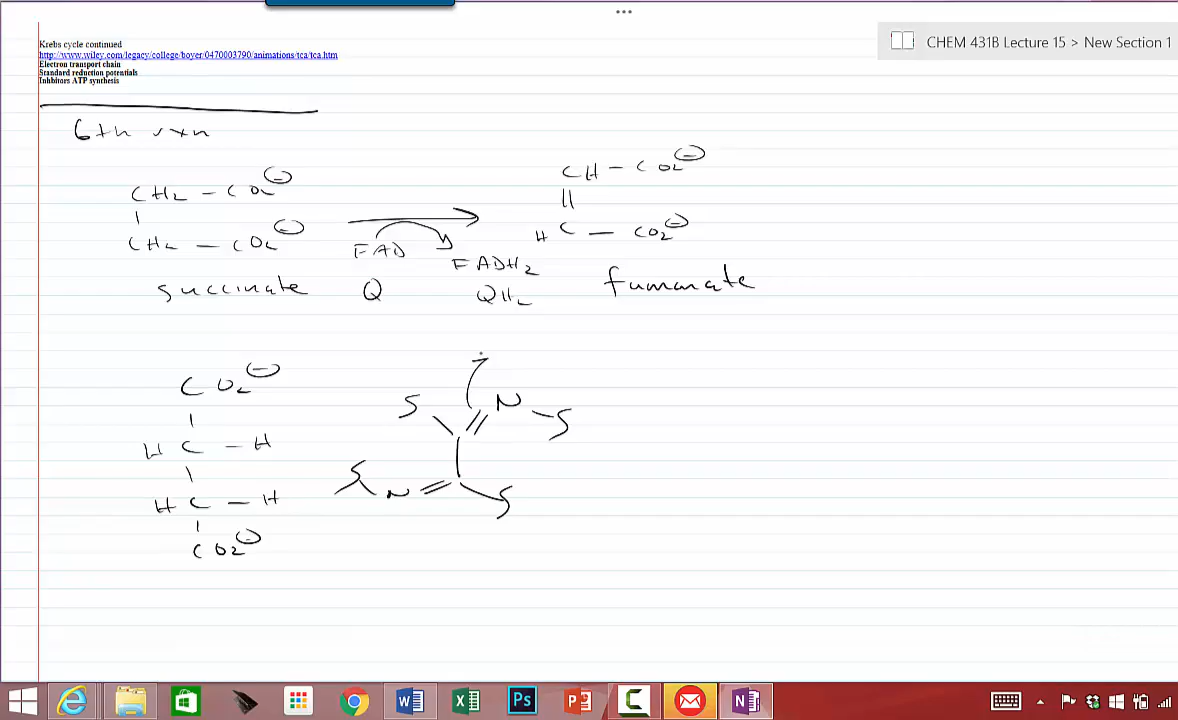 CHEM 431B Lecture 15 > New Section 1
Krebs cycle continued
http://www.wiley.com/legacy/college/boyer/0470003790/animations/tca/tca.htm
Electron transport chain
Standard reduction potentials
Inhibitors ATP synthesis
6th rxn
CH2 - CO2⊖
CH2 - CO2⊖
succinate
FAD
FADH2
Q
QH2
CH - CO2⊖
||
H C - CO2⊖
fumarate
CO2⊖
H C - H
H C - H
CO2⊖
N
N